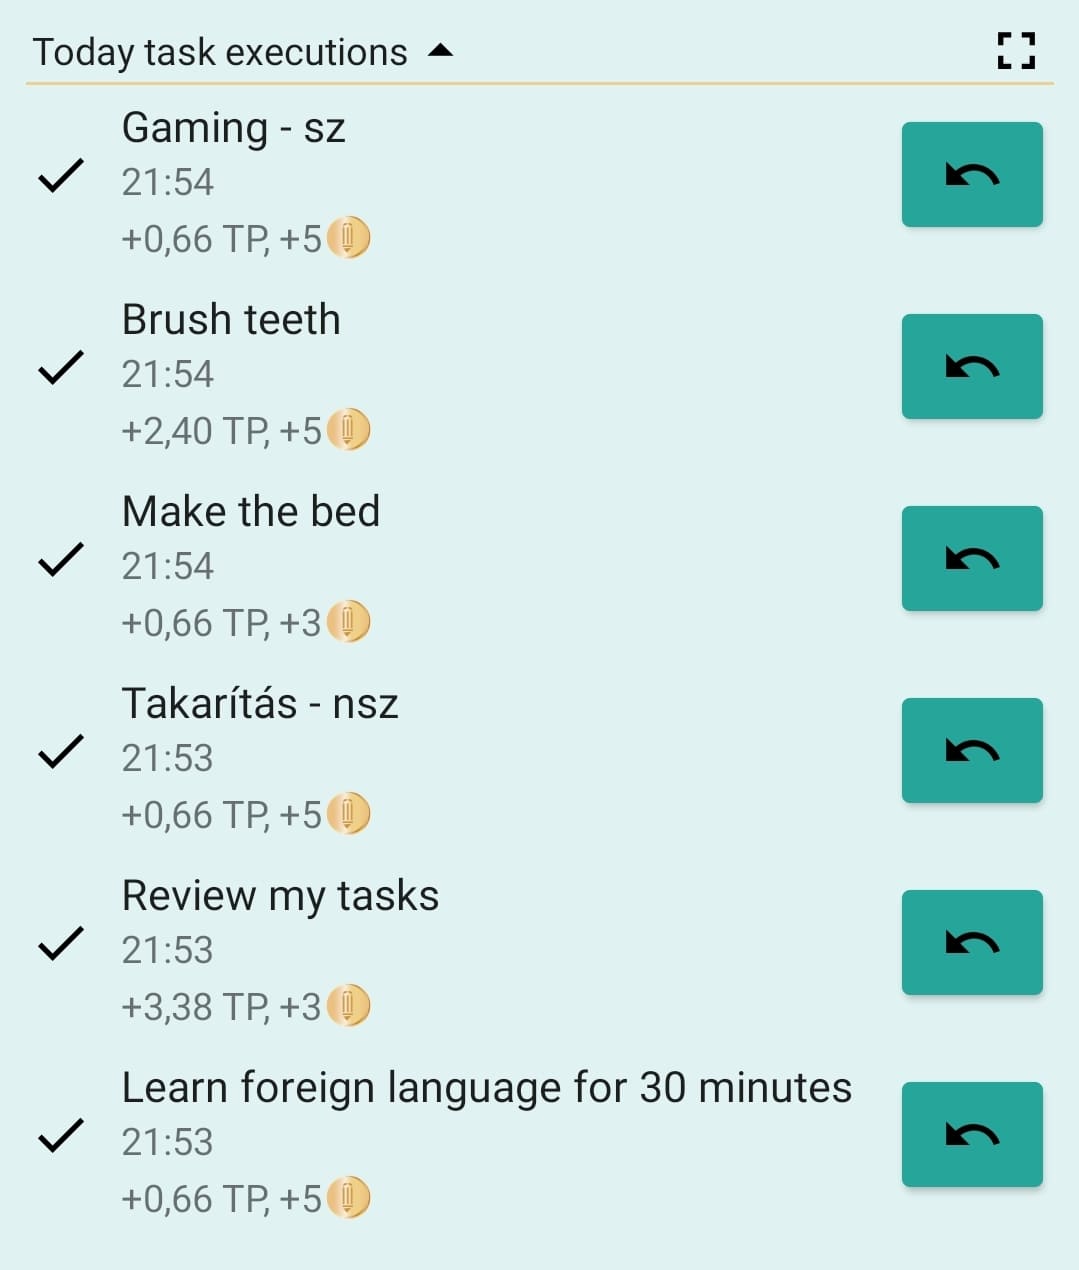 Today task executions
Gaming - sz
21:54
+0,66 TP, +5
Brush teeth
21:54
+2,40 TP, +5
Make the bed
21:54
+0,66 TP, +3
Takarítás - nsz
21:53
+0,66 TP, +5
Review my tasks
21:53
+3,38 TP, +3
Learn foreign language for 30 minutes
21:53
+0,66 TP, +5